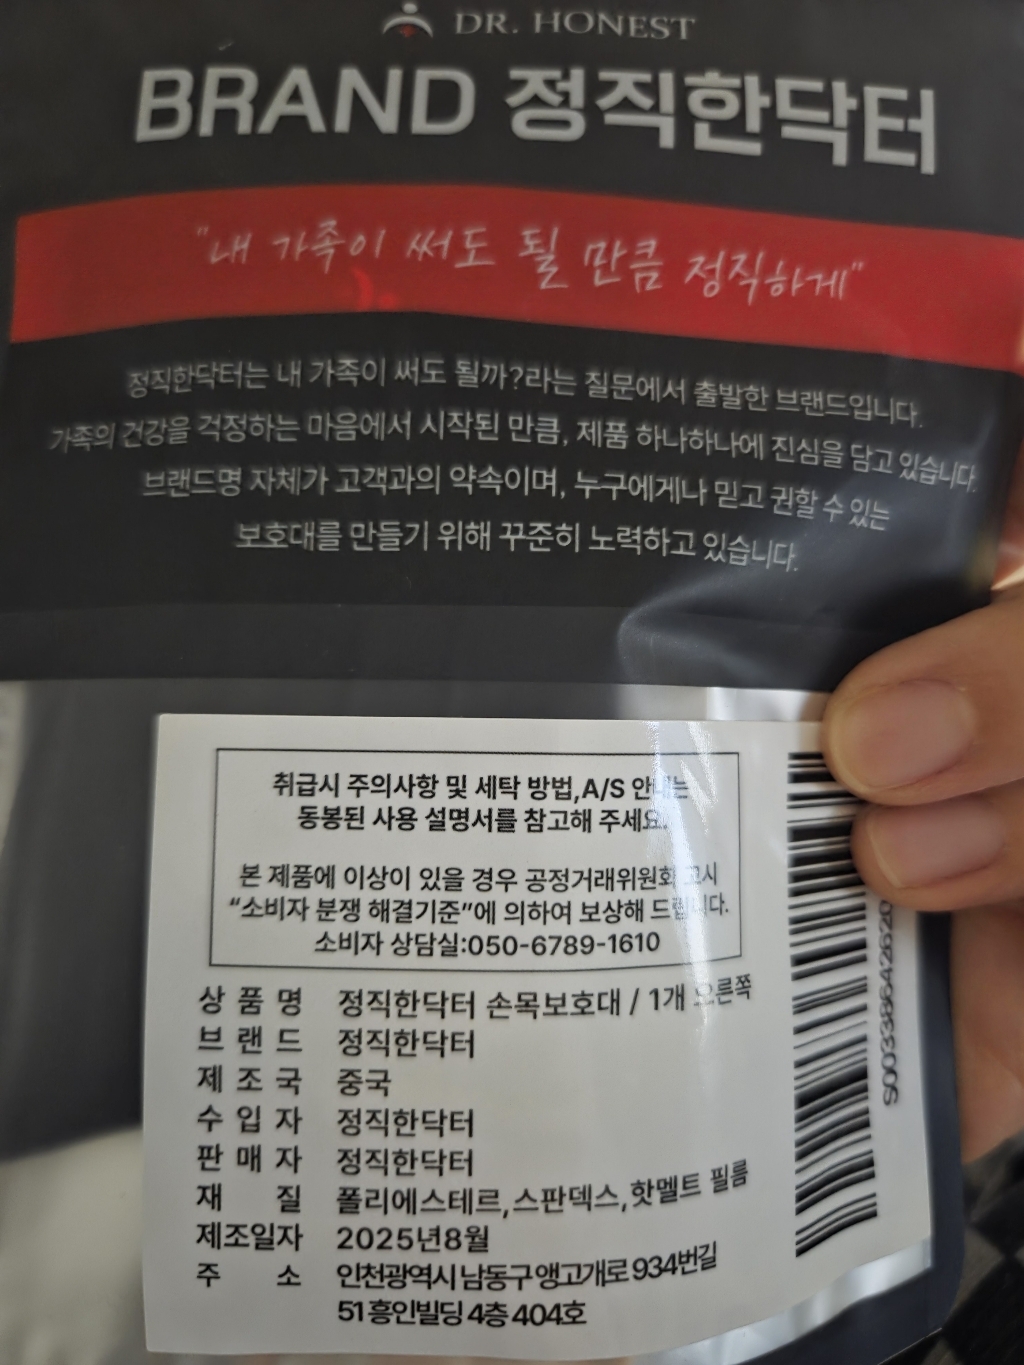 DR. HONEST
BRAND 정직한닥터
"내 가족이 써도 될 만큼 정직하게"
정직한닥터는 내 가족이 써도 될까?라는 질문에서 출발한 브랜드입니다.
가족의 건강을 걱정하는 마음에서 시작된 만큼, 제품 하나하나에 진심을 담고 있습니다.
브랜드명 자체가 고객과의 약속이며, 누구에게나 믿고 권할 수 있는
보호대를 만들기 위해 꾸준히 노력하고 있습니다.
취급시 주의사항 및 세탁 방법,A/S 안내는
동봉된 사용 설명서를 참고해 주세요.
본 제품에 이상이 있을 경우 공정거래위원회 고시
“소비자 분쟁 해결기준”에 의하여 보상해 드립니다.
소비자 상담실:050-6789-1610
상품명 정직한닥터 손목보호대 / 1개 오른쪽
브랜드 정직한닥터
제조국 중국
수입자 정직한닥터
판매자 정직한닥터
재질 폴리에스테르,스판덱스,핫멜트 필름
제조일자 2025년8월
주소 인천광역시 남동구 앵고개로 934번길
51 흥인빌딩 4층 404호
S0033864262​0